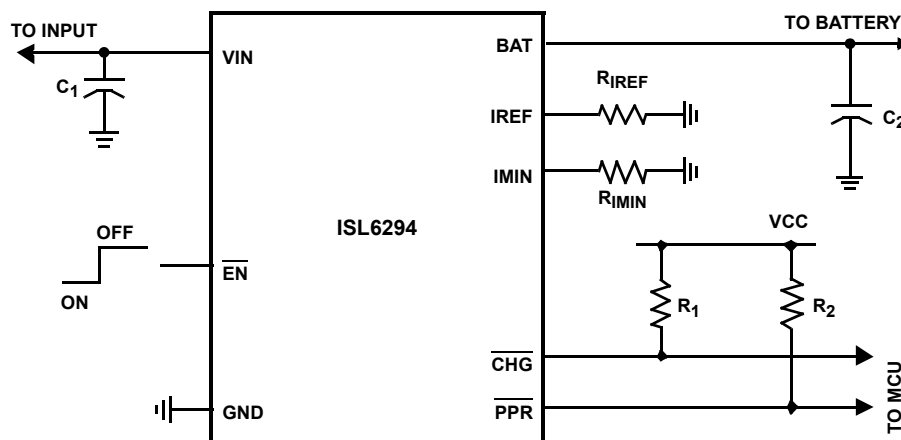 TO INPUT
C1
VIN
EN
OFF
ON
GND
ISL6294
BAT
IREF
IMIN
CHG
PPR
TO BATTERY
C2
RIREF
RIMIN
VCC
R1
R2
TO MCU